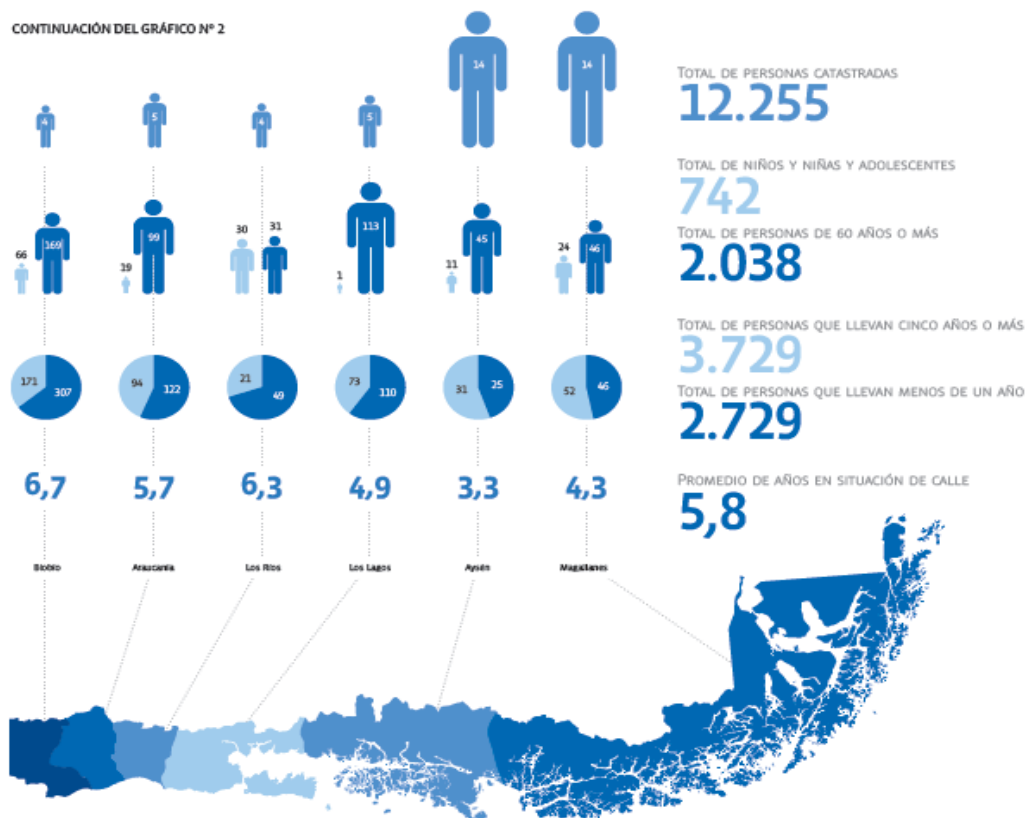 CONTINUACIÓN DEL GRÁFICO Nº 2
4 5 4 5 14 14
66 169 19 99 30 31 1 113 11 45 24 46
171 307 94 122 21 49 73 110 31 25 52 46
6,7 5,7 6,3 4,9 3,3 4,3
Biobío Araucanía Los Ríos Los Lagos Aysén Magallanes
TOTAL DE PERSONAS CATASTRADAS
12.255
TOTAL DE NIÑOS Y NIÑAS Y ADOLESCENTES
742
TOTAL DE PERSONAS DE 60 AÑOS O MÁS
2.038
TOTAL DE PERSONAS QUE LLEVAN CINCO AÑOS O MÁS
3.729
TOTAL DE PERSONAS QUE LLEVAN MENOS DE UN AÑO
2.729
PROMEDIO DE AÑOS EN SITUACIÓN DE CALLE
5,8